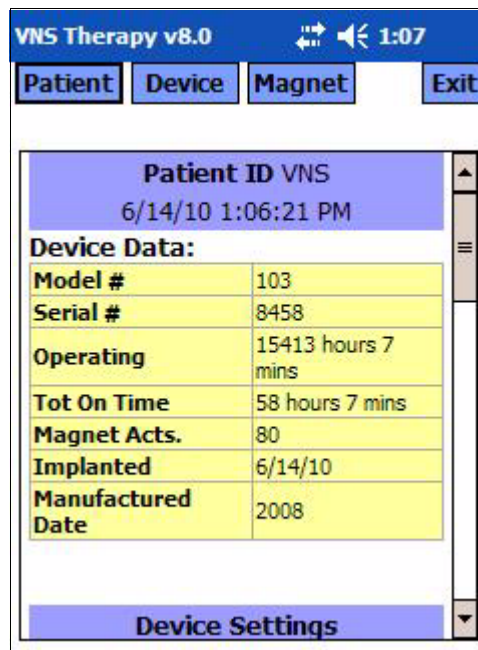 VNS Therapy v8.0 1:07
Patient Device Magnet Exit
Patient ID VNS
6/14/10 1:06:21 PM
Device Data:
Model # 103
Serial # 8458
Operating 15413 hours 7
mins
Tot On Time 58 hours 7 mins
Magnet Acts. 80
Implanted 6/14/10
Manufactured
Date 2008
Device Settings